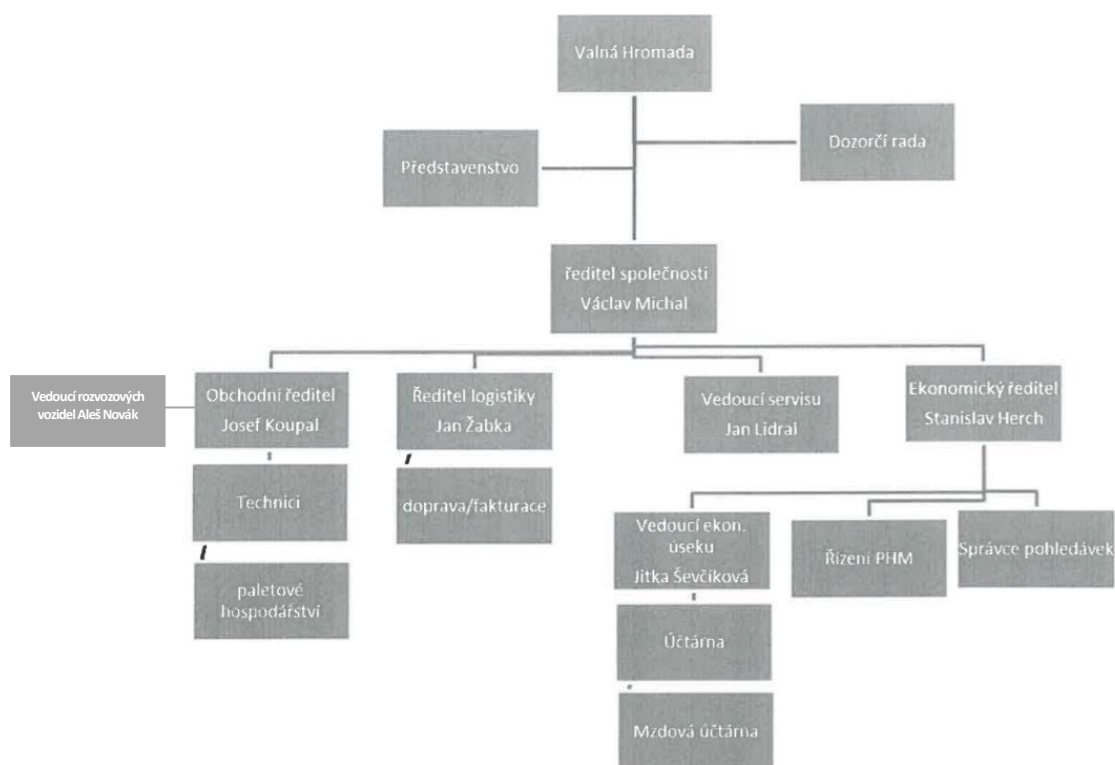 Valná Hromada
Dozorčí rada
Představenstvo
ředitel společnosti
Václav Michal
Vedoucí rozvozových
vozidel Aleš Novák
Obchodní ředitel
Josef Koupal
Ředitel logistiky
Jan Žabka
Vedoucí servisu
Jan Lidral
Ekonomický ředitel
Stanislav Herch
Technici
doprava/fakturace
paletové
hospodářství
Vedoucí ekon.
úseku
Jitka Ševčíková
Řízení PHM
Správce pohledávek
Účtárna
Mzdová účtárna